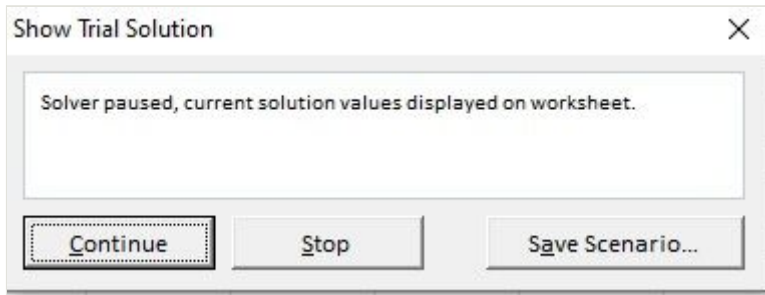 Show Trial Solution
Solver paused, current solution values displayed on worksheet.
Continue Stop Save Scenario...